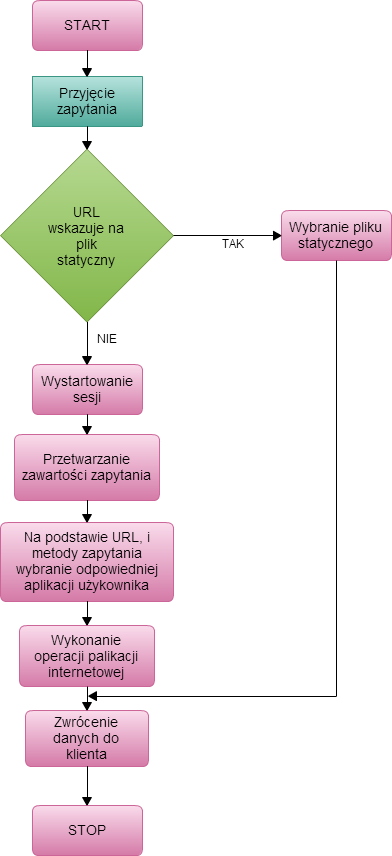 START
Przyjęcie
zapytania
URL
wskazuje na
plik
statyczny
TAK
Wybranie pliku
statycznego
NIE
Wystartowanie
sesji
Przetwarzanie
zawartości zapytania
Na podstawie URL, i
metody zapytania
wybranie odpowiedniej
aplikacji użykownika
Wykonanie
operacji palikacji
internetowej
Zwrócenie
danych do
klienta
STOP